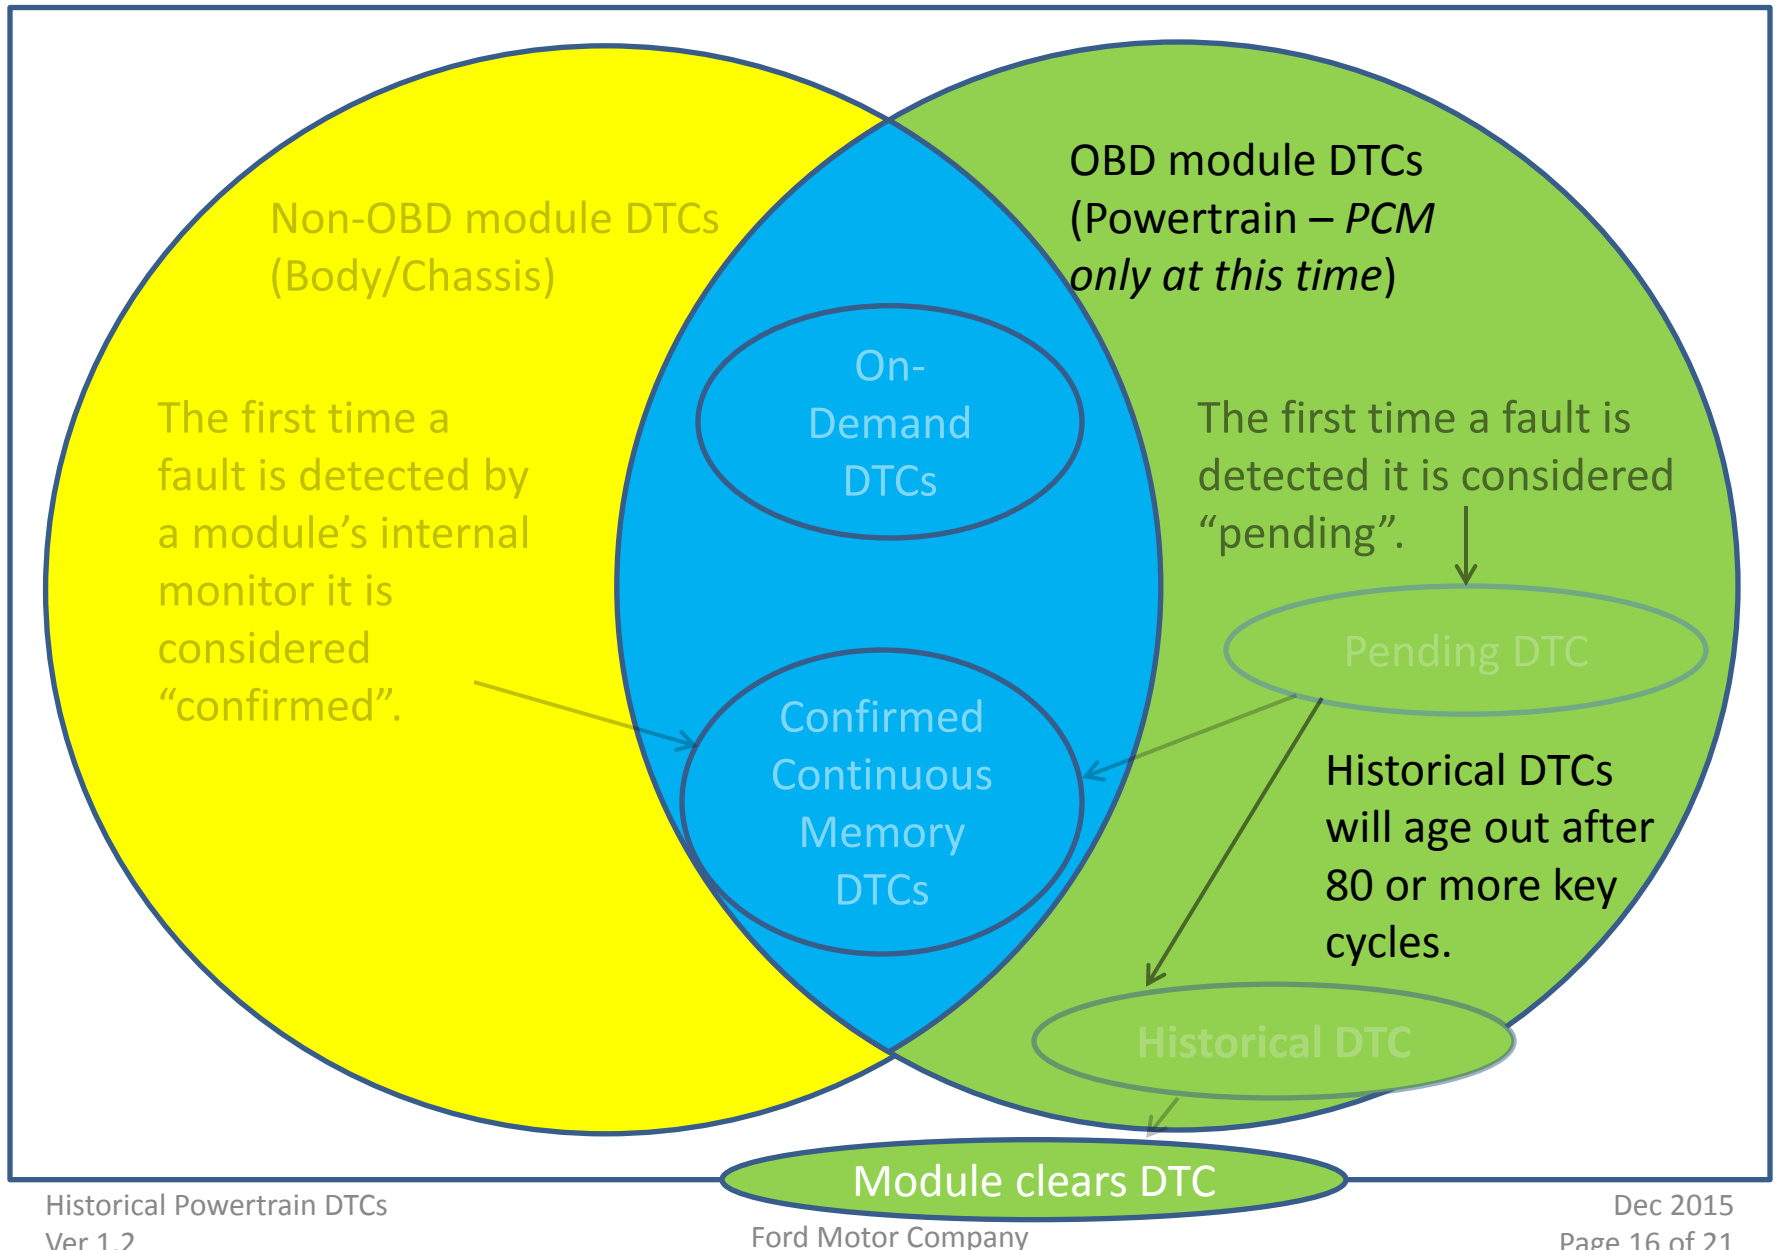 Non-OBD module DTCs
(Body/Chassis)
The first time a
fault is detected by
a module’s internal
monitor it is
considered
“confirmed”.
On-
Demand
DTCs
Confirmed
Continuous
Memory
DTCs
OBD module DTCs
(Powertrain – PCM
only at this time)
The first time a fault is
detected it is considered
“pending”.
Pending DTC
Historical DTCs
will age out after
80 or more key
cycles.
Historical DTC
Module clears DTC
Historical Powertrain DTCs
Ver 1.2
Ford Motor Company
Dec 2015
Page 16 of 21